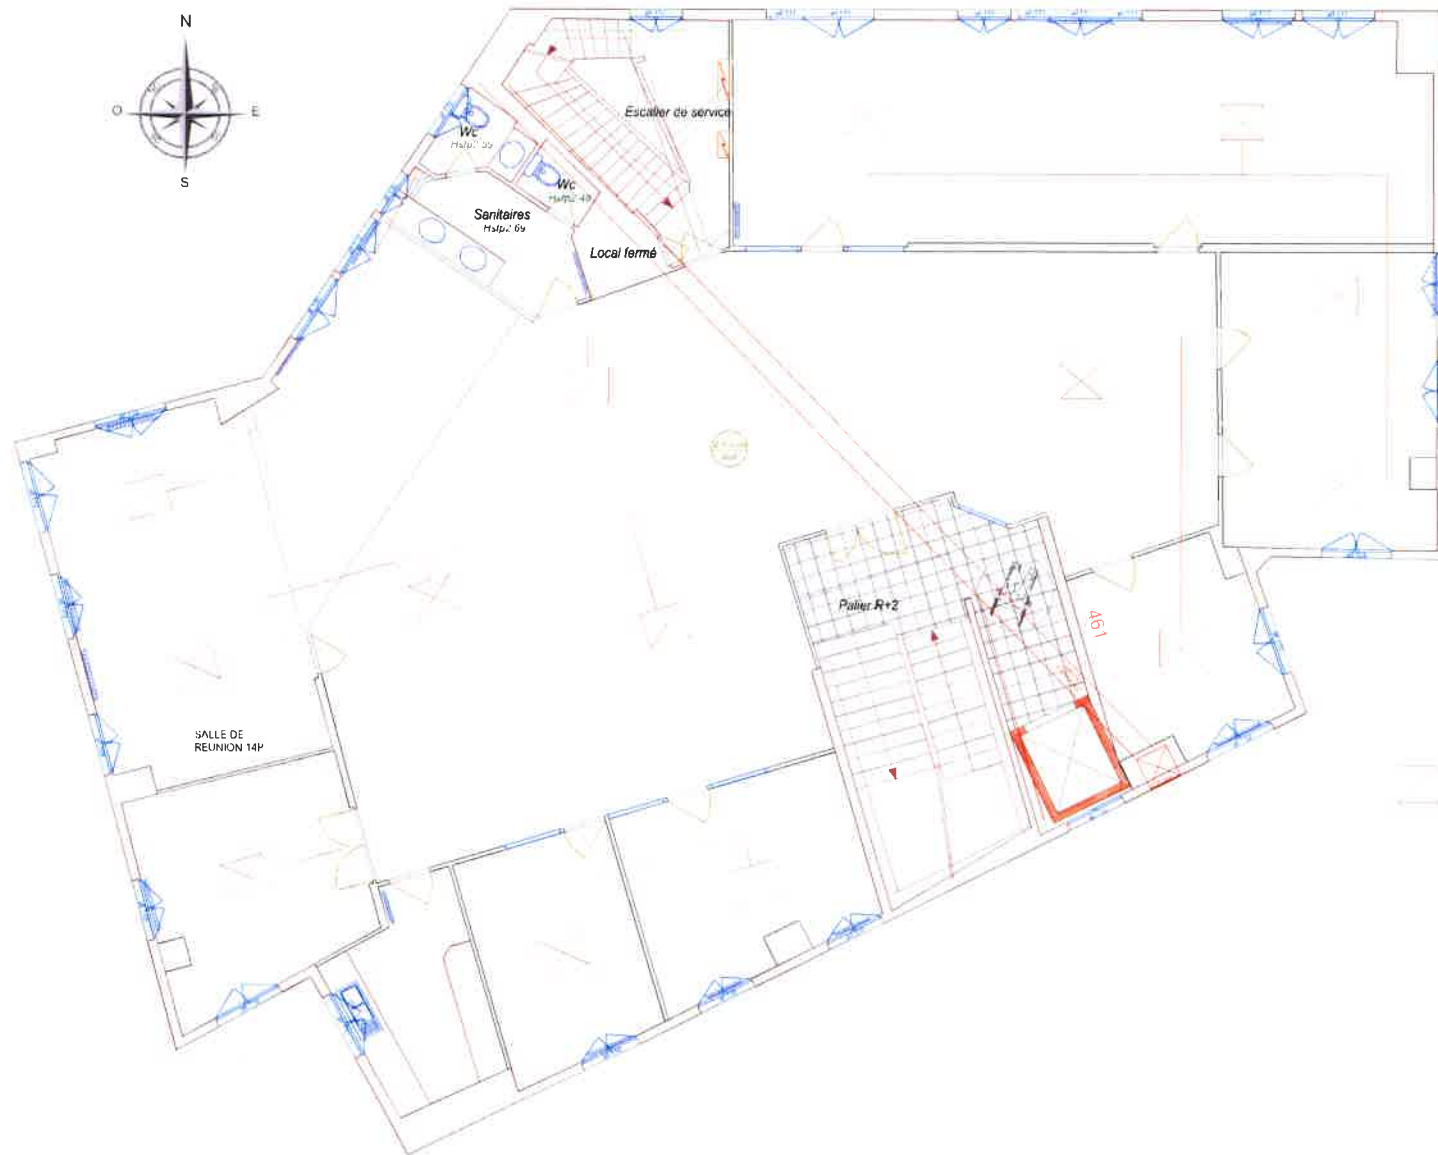 N
O
E
S
Escalier de service
Wc
Wc
Sanitaires
Local fermé
Palier R+2
461
SALLE DE
REUNION 14P